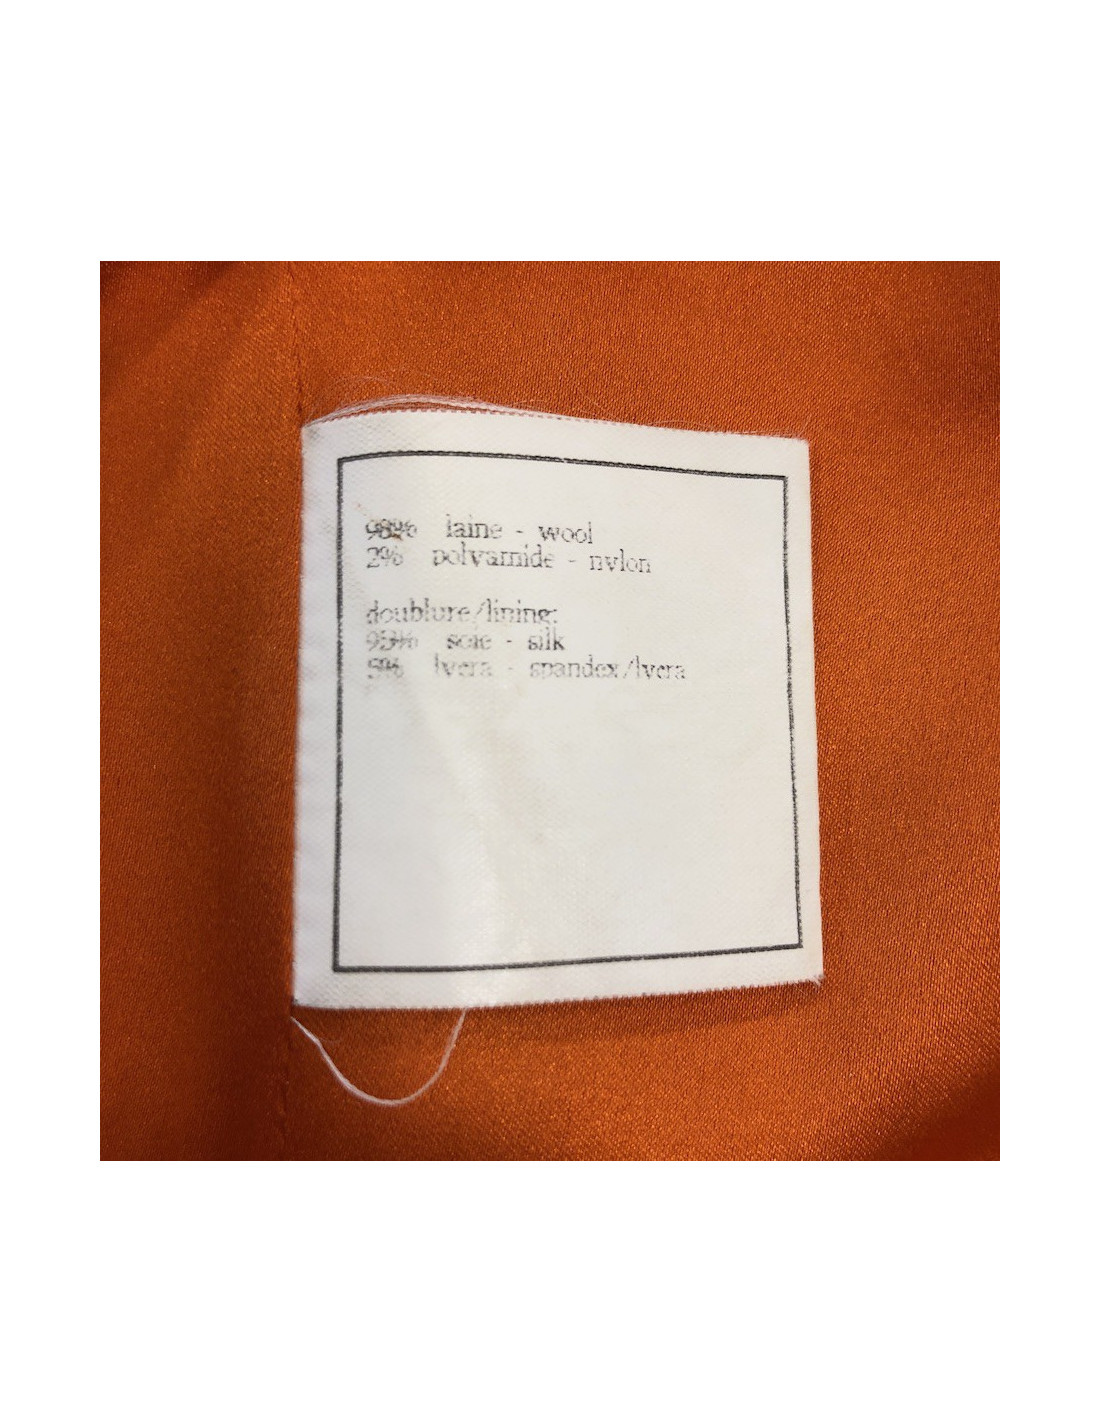 98% laine - wool
2% polyamide - nylon
doublure/lining:
95% soie - silk
5% lycra - spandex/lycra